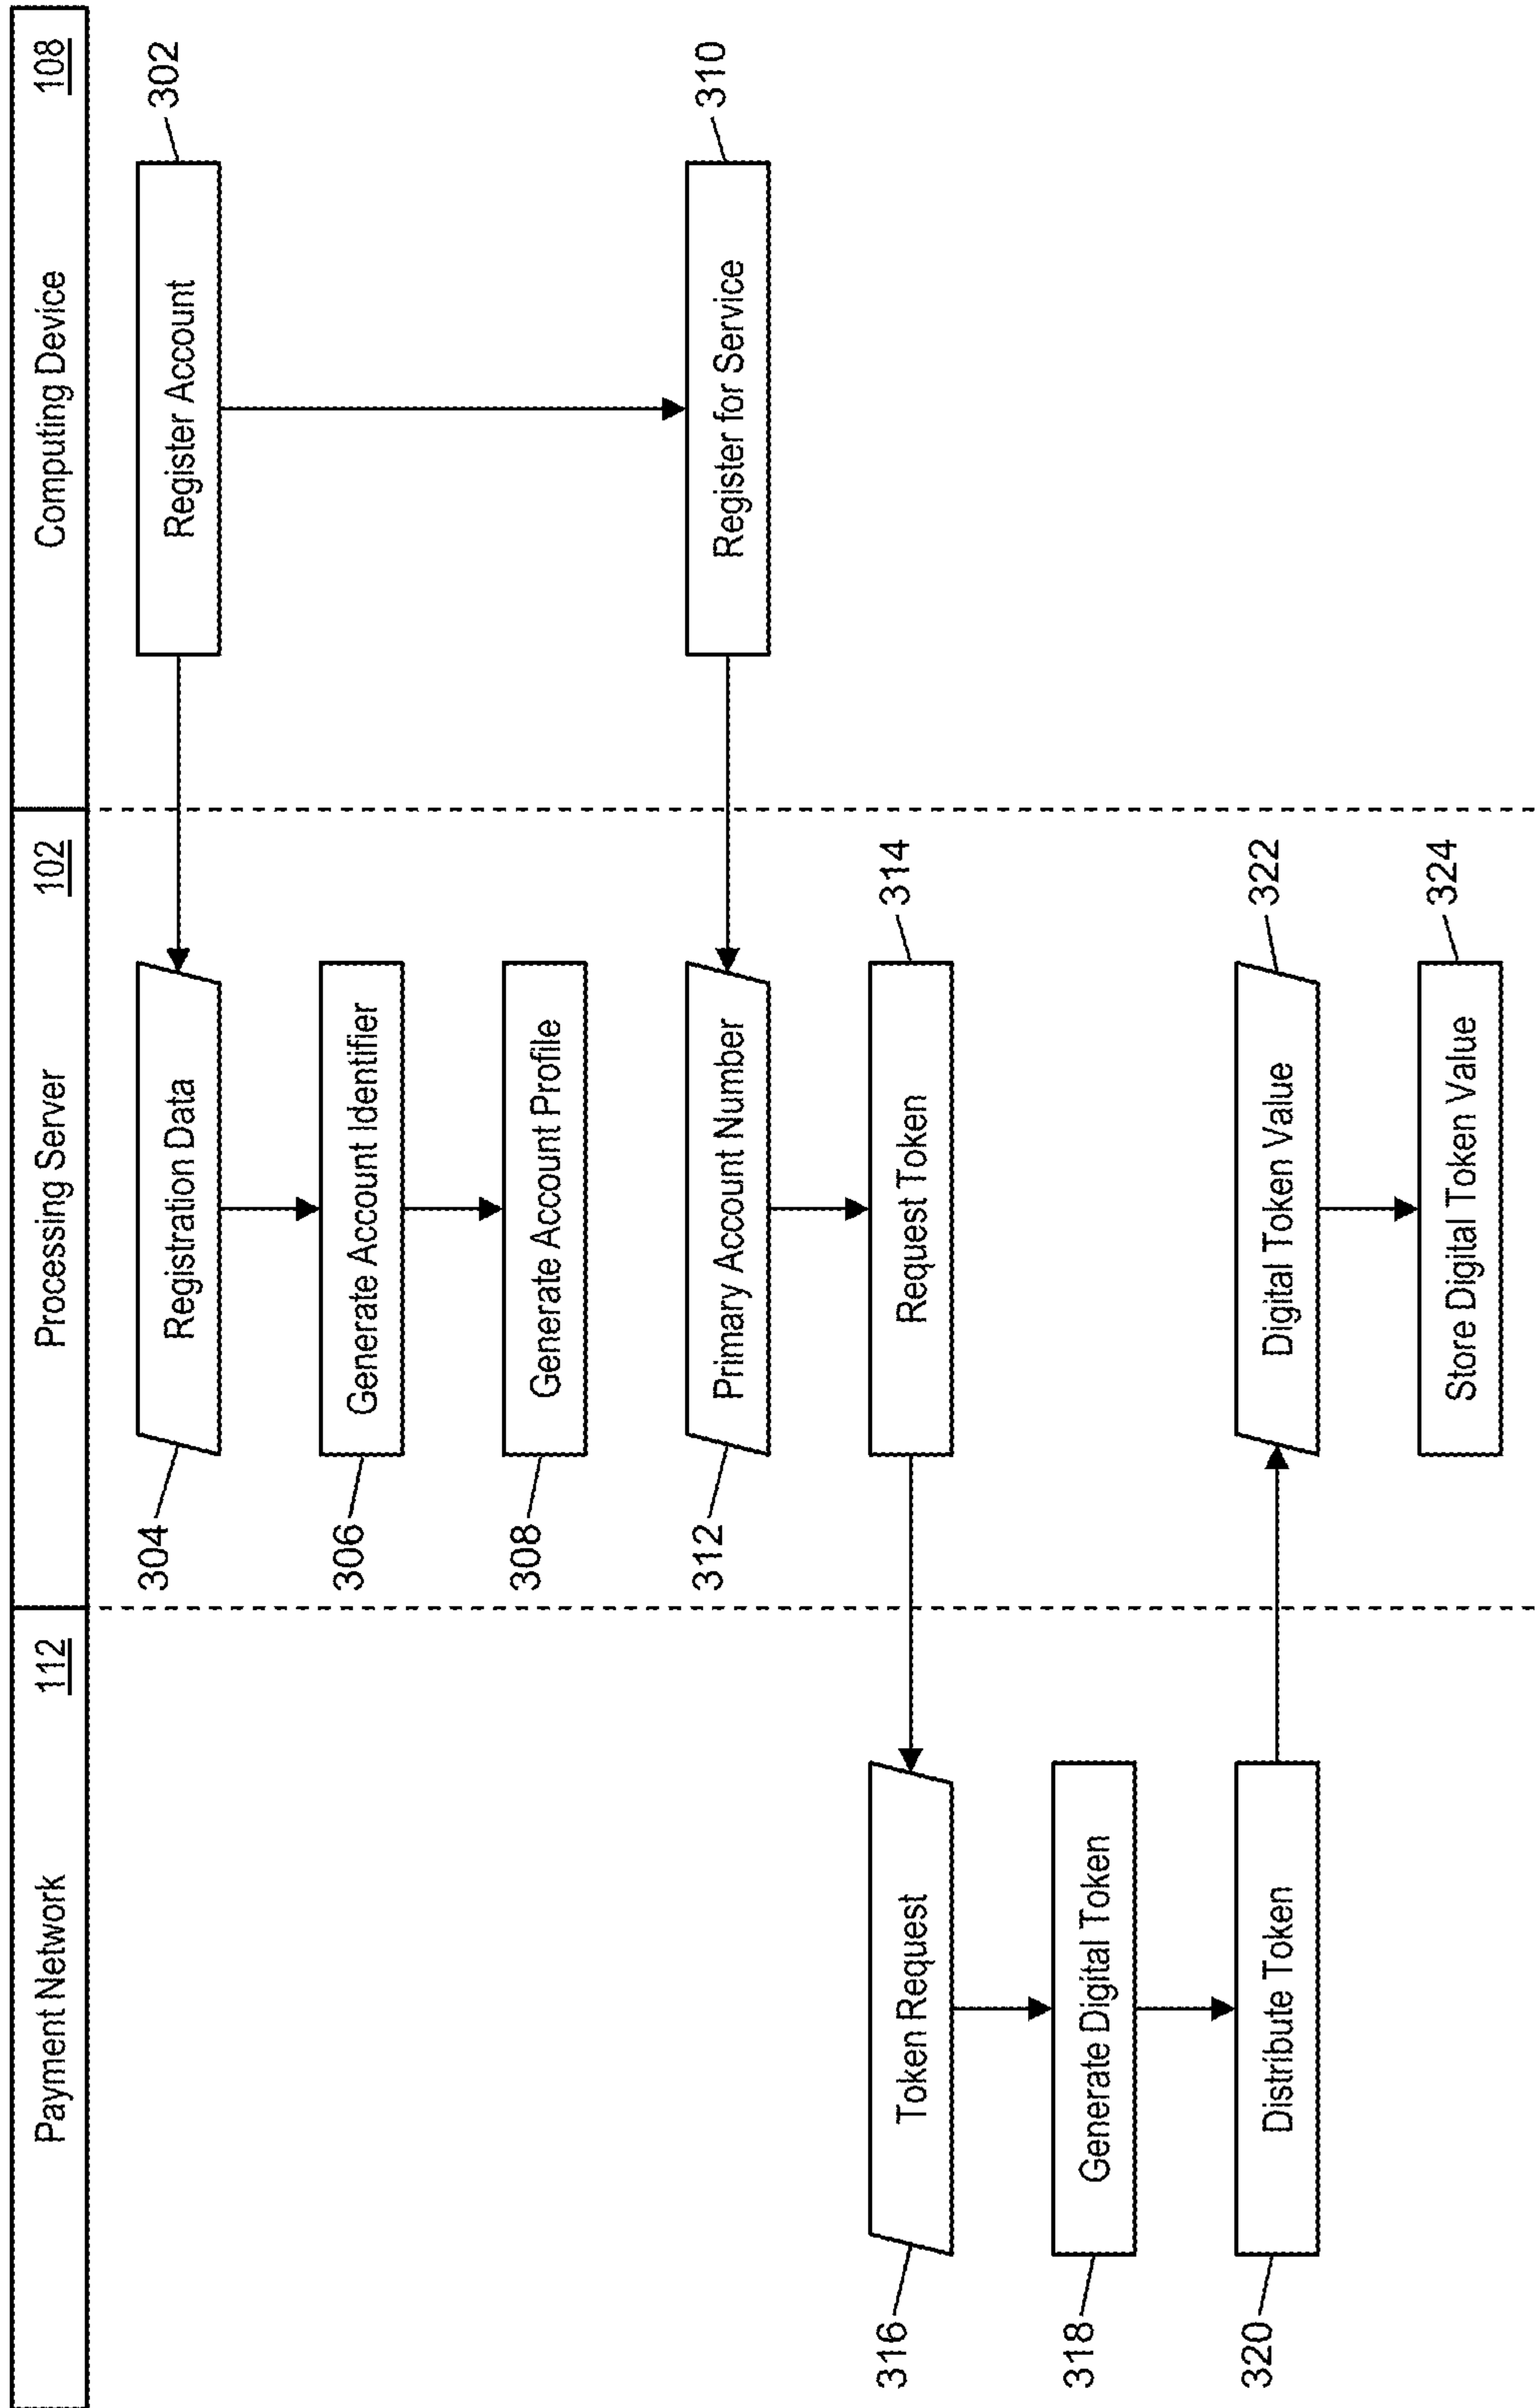 Payment Network 112
Processing Server 102
Computing Device 108
304
Registration Data
Register Account
302
306
Generate Account Identifier
308
Generate Account Profile
312
Primary Account Number
Register for Service
310
316
Token Request
Request Token
314
318
Generate Digital Token
320
Distribute Token
Digital Token Value
322
Store Digital Token Value
324